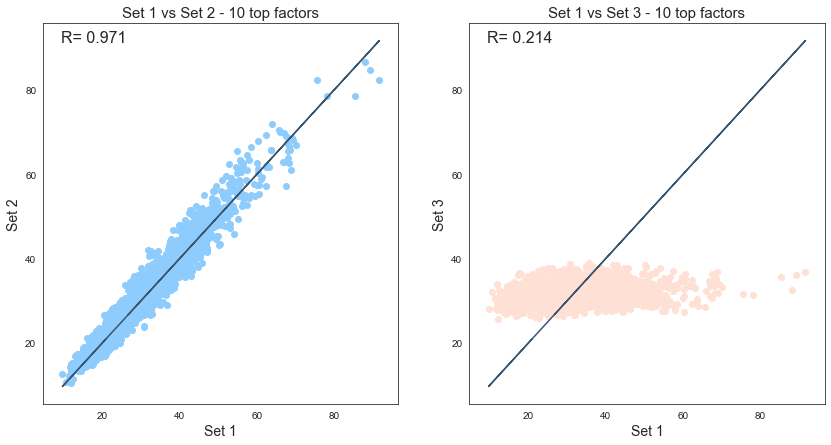 Set 1 vs Set 2 - 10 top factors
R= 0.971
80
60
40
20
Set 2
20 40 60 80
Set 1
Set 1 vs Set 3 - 10 top factors
R= 0.214
80
60
40
20
Set 3
20 40 60 80
Set 1